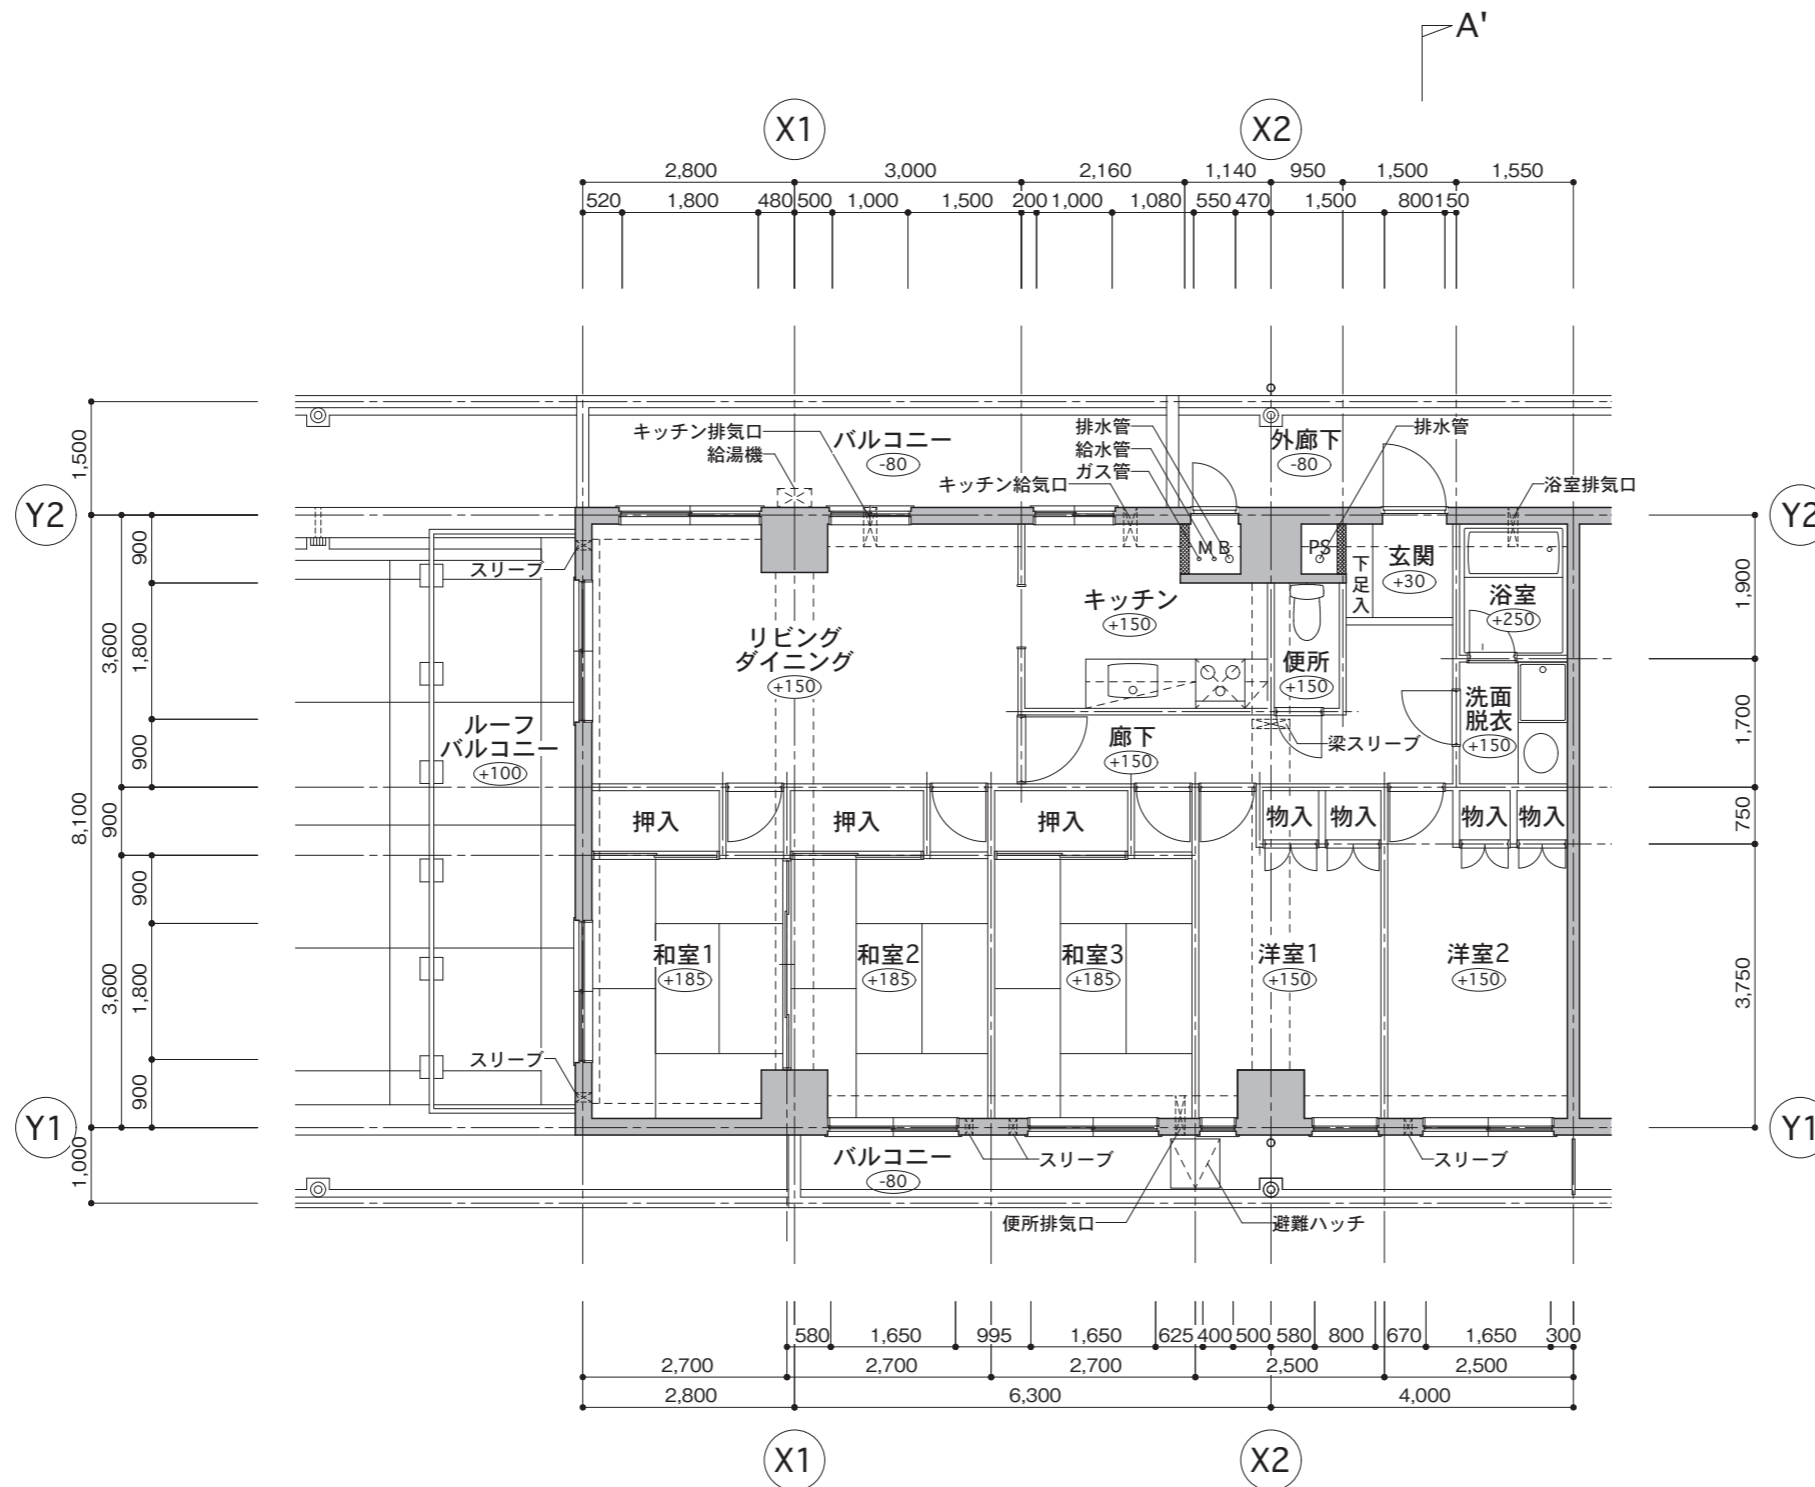 A'
X1
X2
2,800
3,000
2,160
1,140
950
1,500
1,550
520
1,800
480
500
1,000
1,500
200
1,000
1,080
550
470
1,500
800
150
1,500
Y2
8,100
3,600
900
1,800
900
900
3,600
900
1,800
900
Y1
1,000
キッチン排気口
給湯機
バルコニー
-80
排水管
給水管
ガス管
キッチン給気口
外廊下
-80
排水管
浴室排気口
Y2
スリーブ
M B
PS
下足入
玄関
+30
浴室
+250
キッチン
+150
リビング
ダイニング
+150
便所
+150
洗面
脱衣
+150
ルーフ
バルコニー
+100
廊下
+150
梁スリーブ
押入
押入
押入
物入
物入
物入
物入
和室1
+185
和室2
+185
和室3
+185
洋室1
+150
洋室2
+150
スリーブ
バルコニー
-80
スリーブ
スリーブ
便所排気口
避難ハッチ
1,900
1,700
750
3,750
Y1
580
1,650
995
1,650
625
400
500
580
800
670
1,650
300
2,700
2,700
2,700
2,500
2,500
2,800
6,300
4,000
X1
X2